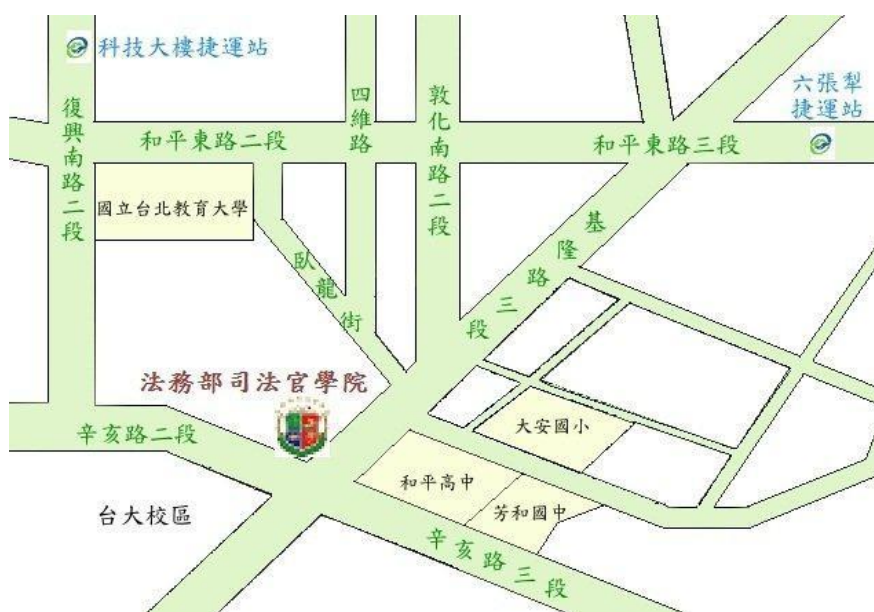 科技大樓捷運站
六張犁
捷運站
復興南路二段
四維路
敦化南路二段
和平東路二段
和平東路三段
國立台北教育大學
臥龍街
基隆路三段
法務部司法官學院
辛亥路二段
大安國小
和平高中
芳和國中
台大校區
辛亥路三段